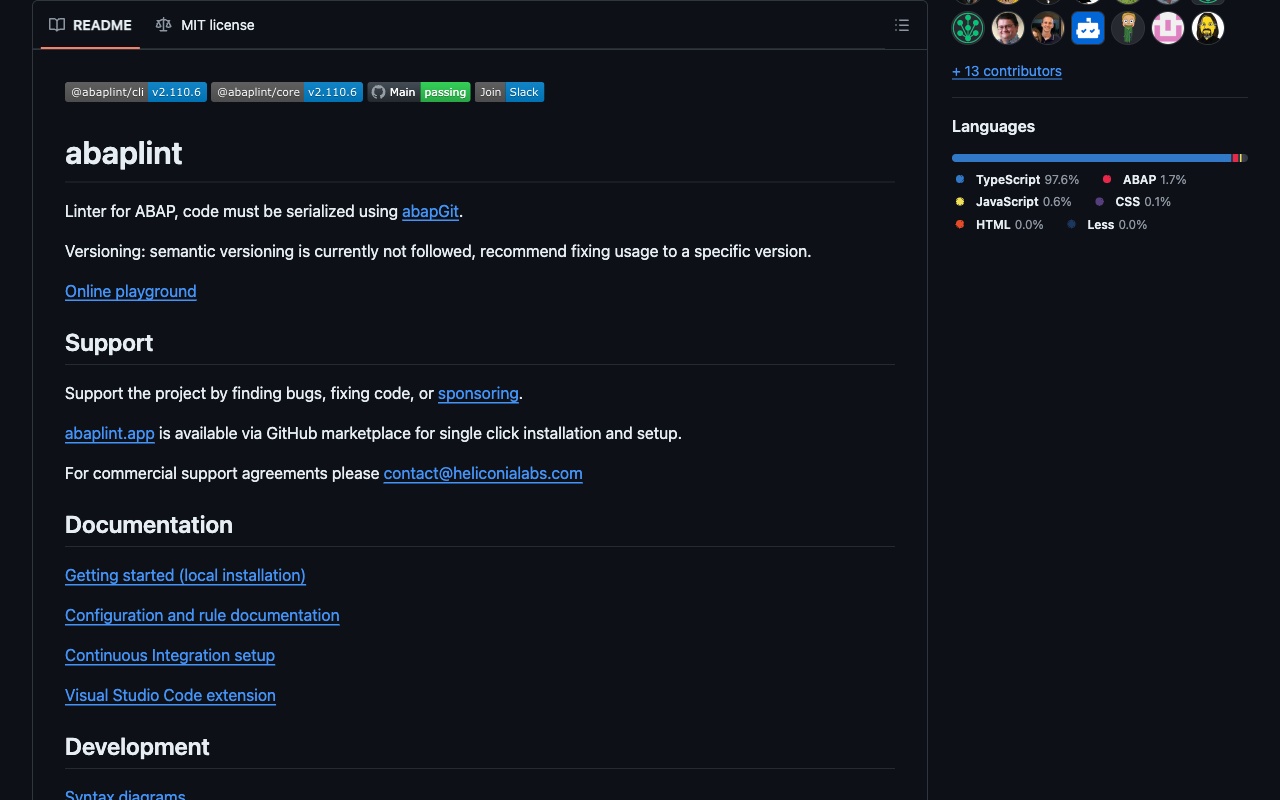 README
MIT license
@abaplint/cli v2.110.6 @abaplint/core v2.110.6 Main passing Join Slack
abaplint
Linter for ABAP, code must be serialized using abapGit.
Versioning: semantic versioning is currently not followed, recommend fixing usage to a specific version.
Online playground
Support
Support the project by finding bugs, fixing code, or sponsoring.
abaplint.app is available via GitHub marketplace for single click installation and setup.
For commercial support agreements please contact@heliconialabs.com
Documentation
Getting started (local installation)
Configuration and rule documentation
Continuous Integration setup
Visual Studio Code extension
Development
Syntax diagrams
+ 13 contributors
Languages
TypeScript 97.6% ABAP 1.7%
JavaScript 0.6% CSS 0.1%
HTML 0.0% Less 0.0%